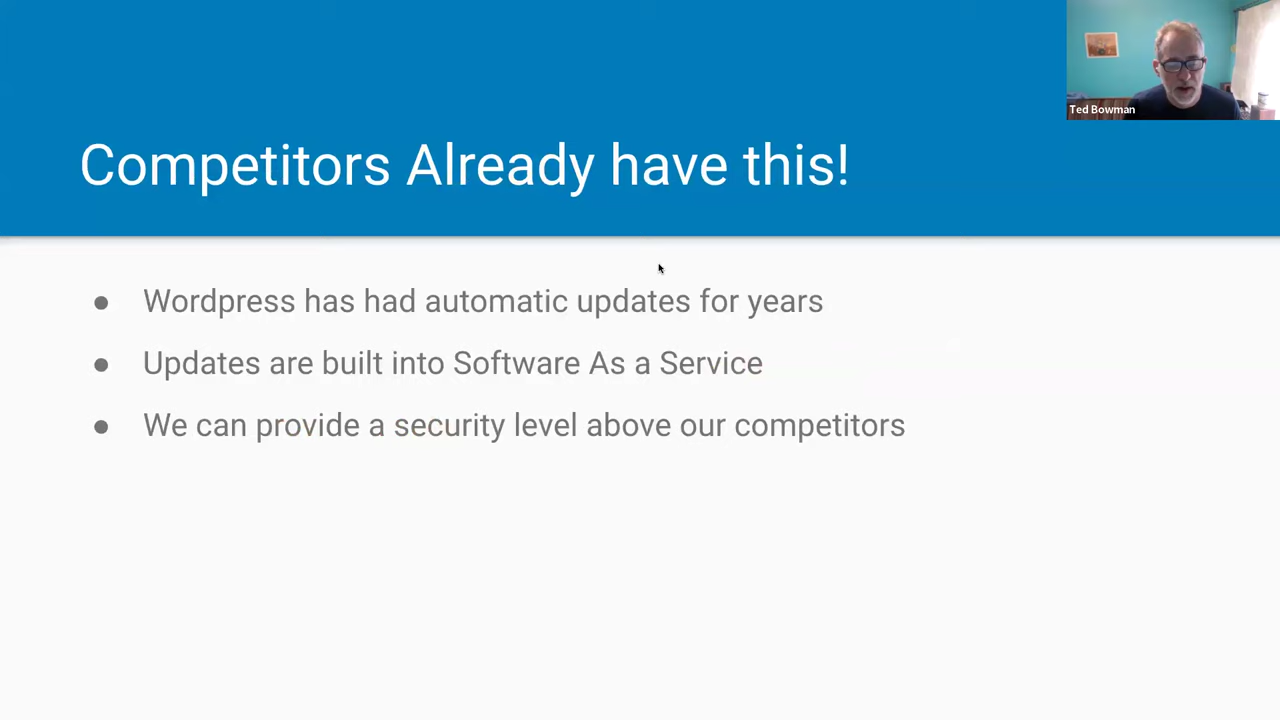 Ted Bowman
Competitors Already have this!
● Wordpress has had automatic updates for years
● Updates are built into Software As a Service
● We can provide a security level above our competitors